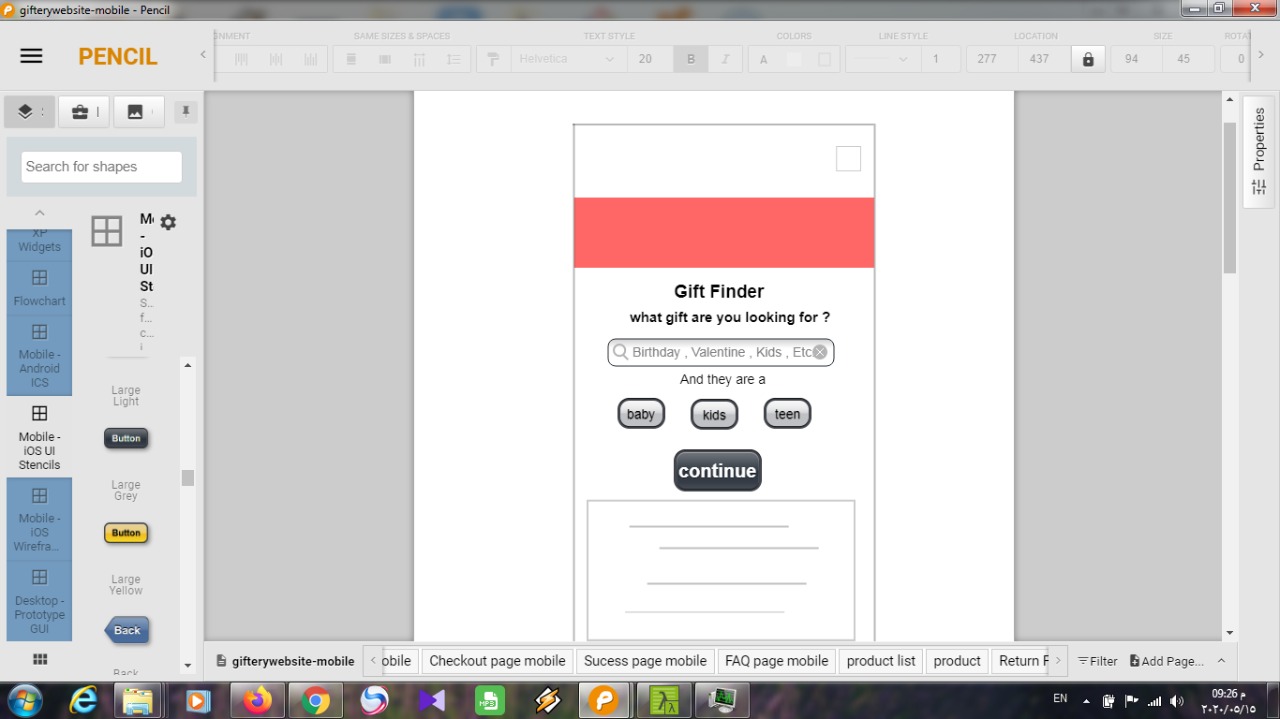 gifterywebsite-mobile - Pencil
PENCIL
NMENT
SAME SIZES & SPACES
TEXT STYLE
COLORS
LINE STYLE
LOCATION
SIZE
ROTA
Helvetica
20
B
I
A
1
277
437
94
45
0
Search for shapes
XP
Widgets
Flowchart
Mobile -
Android
ICS
Mobile -
iOS UI
Stencils
Mobile -
iOS
Wirefra...
Desktop -
Prototype
GUI
Mo
-
iO
UI
St
S...
f...
c...
i
Large
Light
Button
Large
Grey
Button
Large
Yellow
Back
Back
Gift Finder
what gift are you looking for ?
Birthday , Valentine , Kids , Etc
And they are a
baby
kids
teen
continue
Properties
gifterywebsite-mobile
obile
Checkout page mobile
Sucess page mobile
FAQ page mobile
product list
product
Return F
Filter
Add Page...
MP3
EN
09:26 م
٢٠٢٠/٠٥/١٥